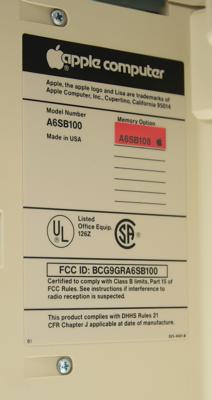 apple computer
Apple, the apple logo and Lisa are trademarks of
Apple Computer, Inc., Cupertino, California 95014
Model Number
Memory Option
A6SB100
A6SB108
Made in USA
UL
Listed
Office Equip.
126Z
SA
FCC ID: BCG9GRA6SB100
Certified to comply with Class B limits, Part 15 of
FCC Rules. See instructions if interference to
radio reception is suspected.
This product complies with DHHS Rules 21
CFR Chapter J applicable at date of manufacture.